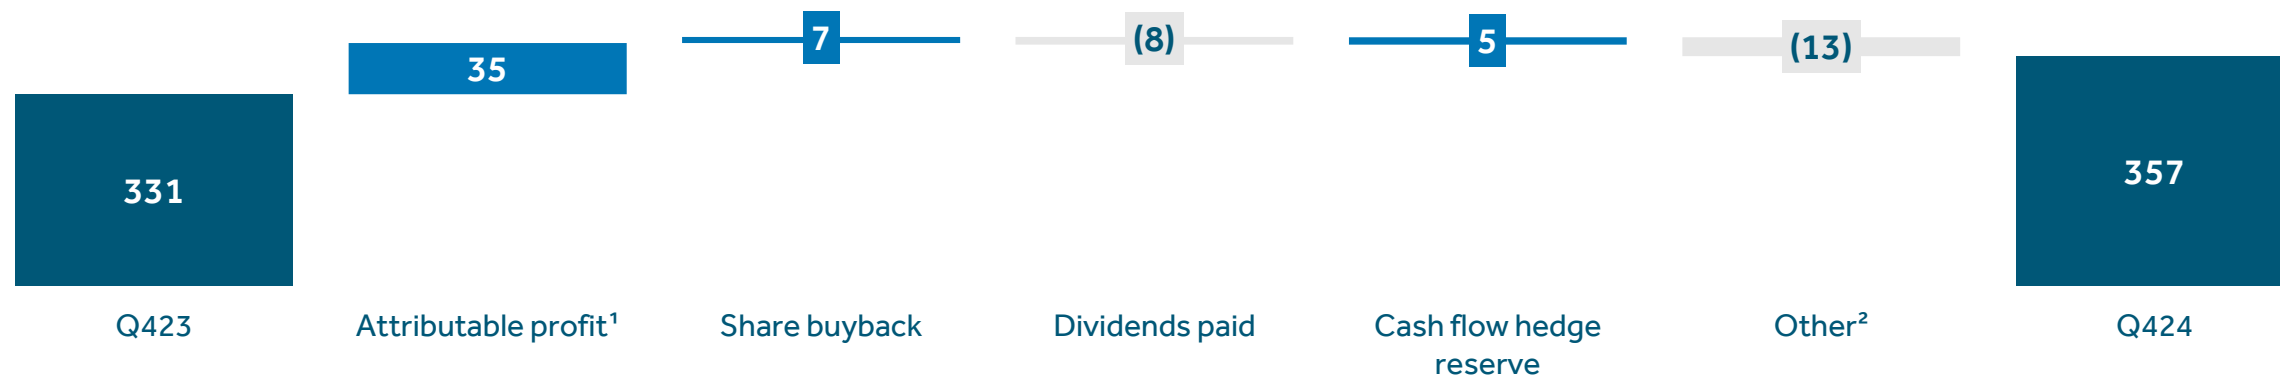 7
(8)
5
(13)
35
331
357
Q423
Attributable profit¹
Share buyback
Dividends paid
Cash flow hedge
reserve
Other²
Q424